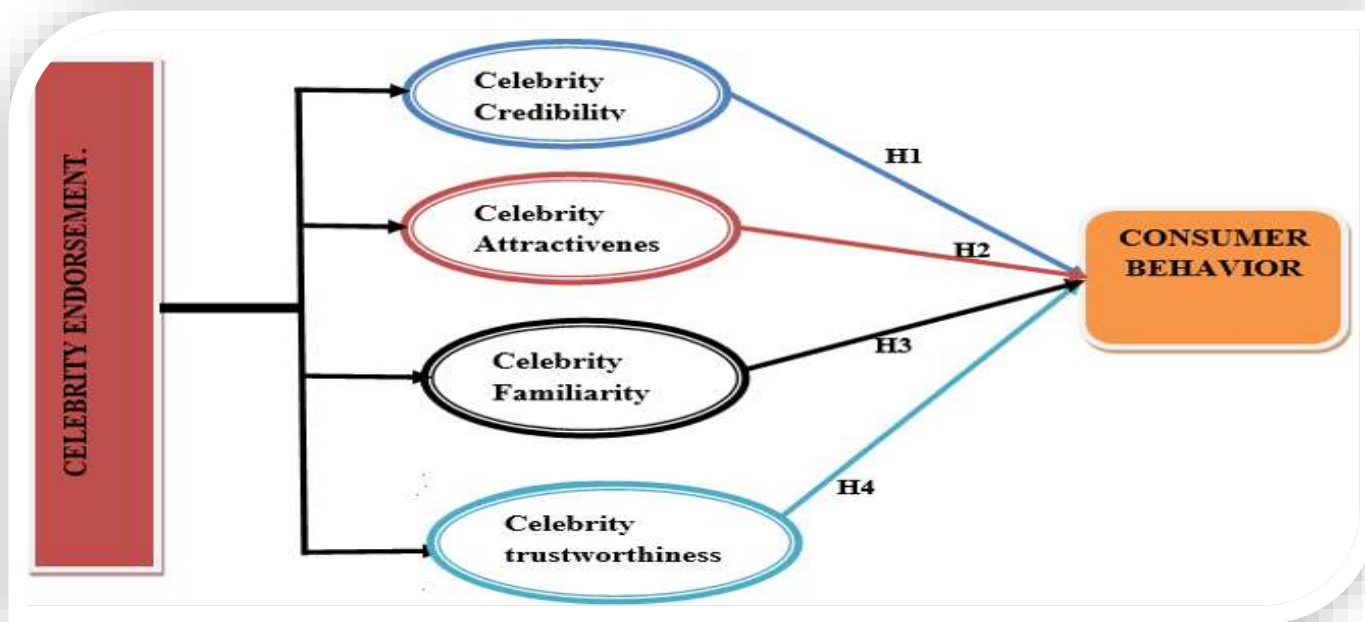 CELEBRITY ENDORSEMENT.
Celebrity
Credibility
H1
Celebrity
Attractivenes
H2
CONSUMER
BEHAVIOR
Celebrity
Familiarity
H3
Celebrity
trustworthiness
H4